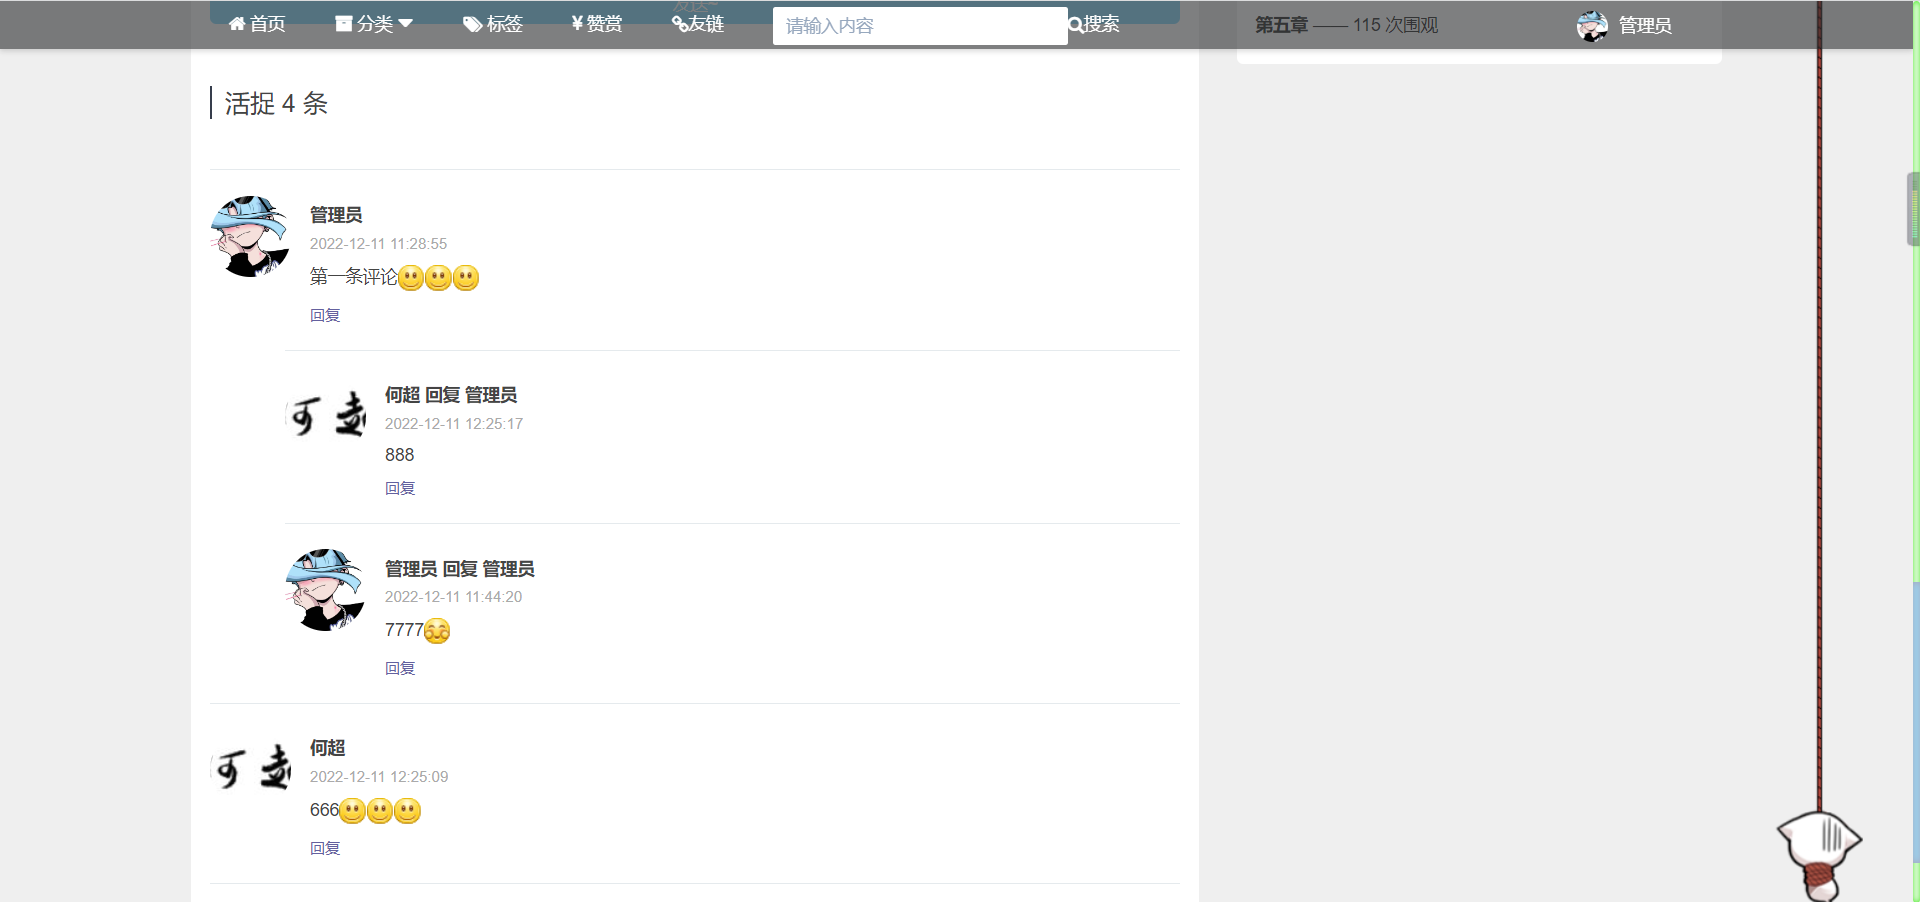 首页 分类 标签 ¥ 赞赏 友链 请输入内容 搜索
发送~
第五章 —— 115 次围观
管理员
活捉 4 条
管理员
2022-12-11 11:28:55
第一条评论
回复
何超 回复 管理员
2022-12-11 12:25:17
888
回复
管理员 回复 管理员
2022-12-11 11:44:20
7777
回复
何超
2022-12-11 12:25:09
666
回复